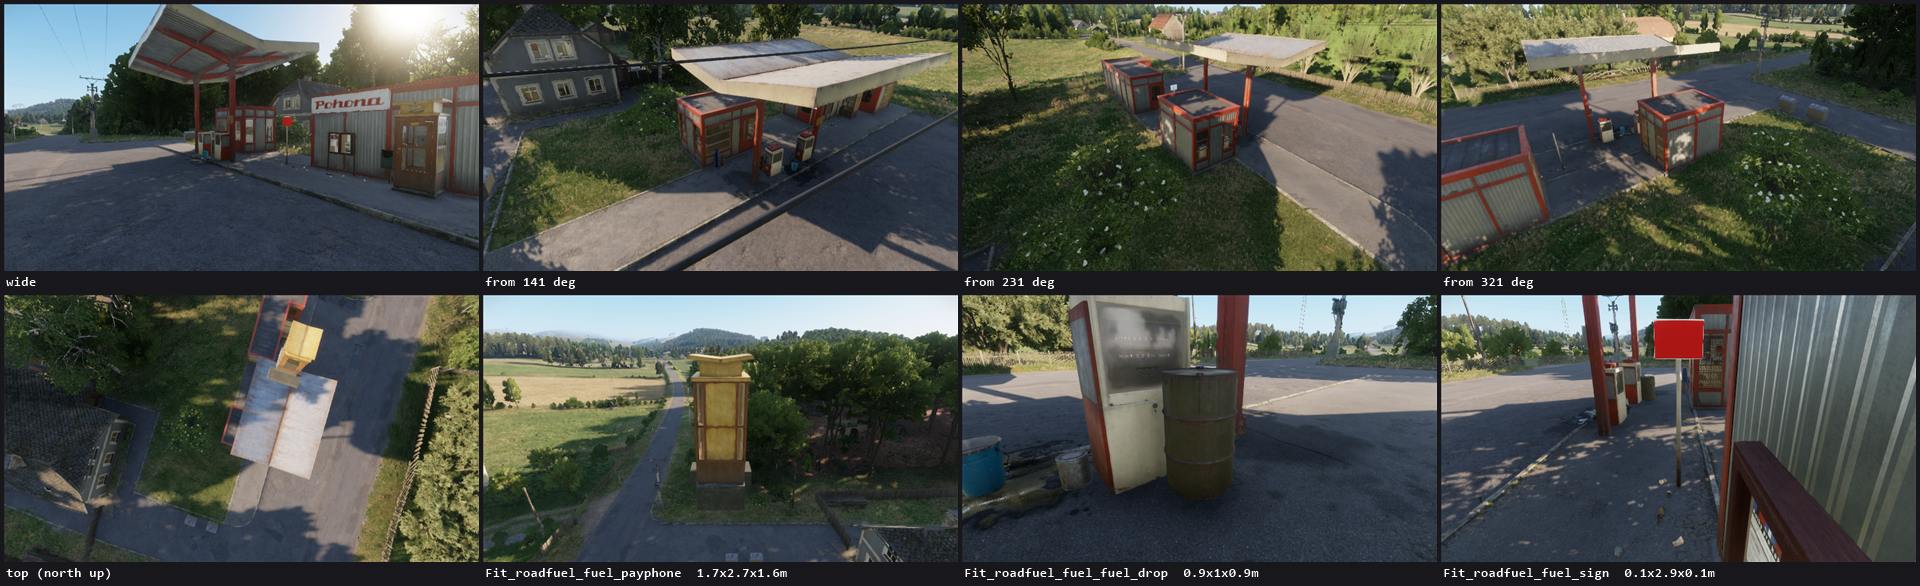 Pohona
wide
from 141 deg
from 231 deg
from 321 deg
top (north up)
Fit_roadfuel_fuel_payphone 1.7x2.7x1.6m
Fit_roadfuel_fuel_fuel_drop 0.9x1x0.9m
Fit_roadfuel_fuel_sign 0.1x2.9x0.1m